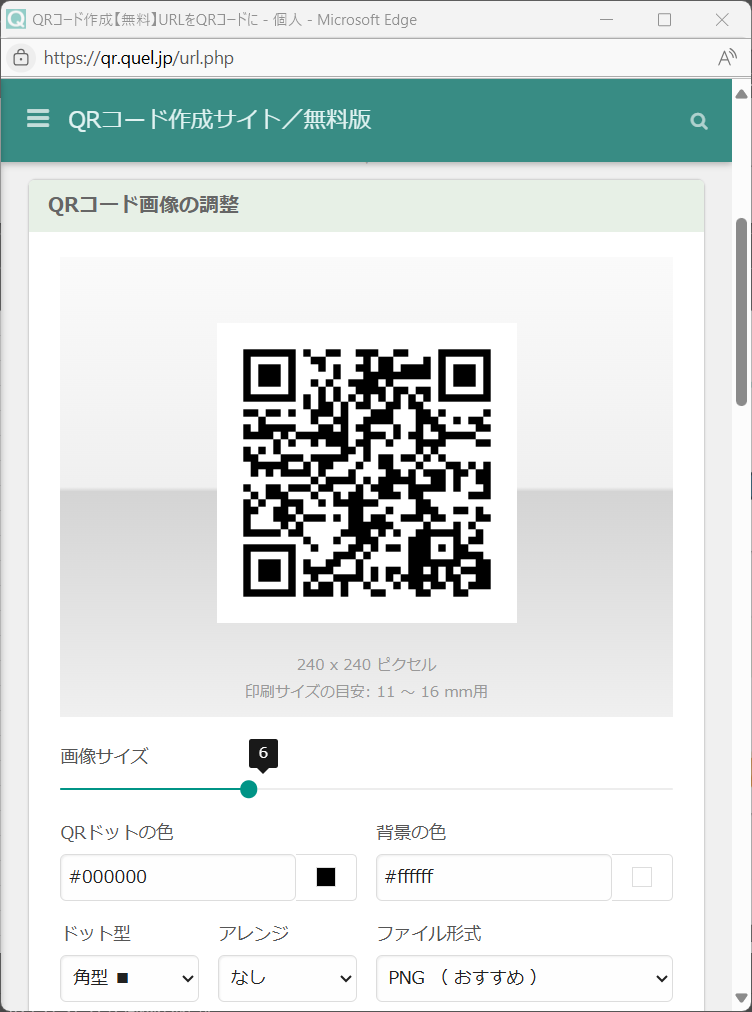 QRコード作成【無料】URLをQRコードに - 個人 - Microsoft Edge
https://qr.quel.jp/url.php
QRコード作成サイト／無料版
QRコード画像の調整
240 x 240 ピクセル
印刷サイズの目安: 11 ～ 16 mm用
画像サイズ
6
QRドットの色 背景の色
#000000 #ffffff
ドット型 アレンジ ファイル形式
角型 ■ なし PNG （ おすすめ ）